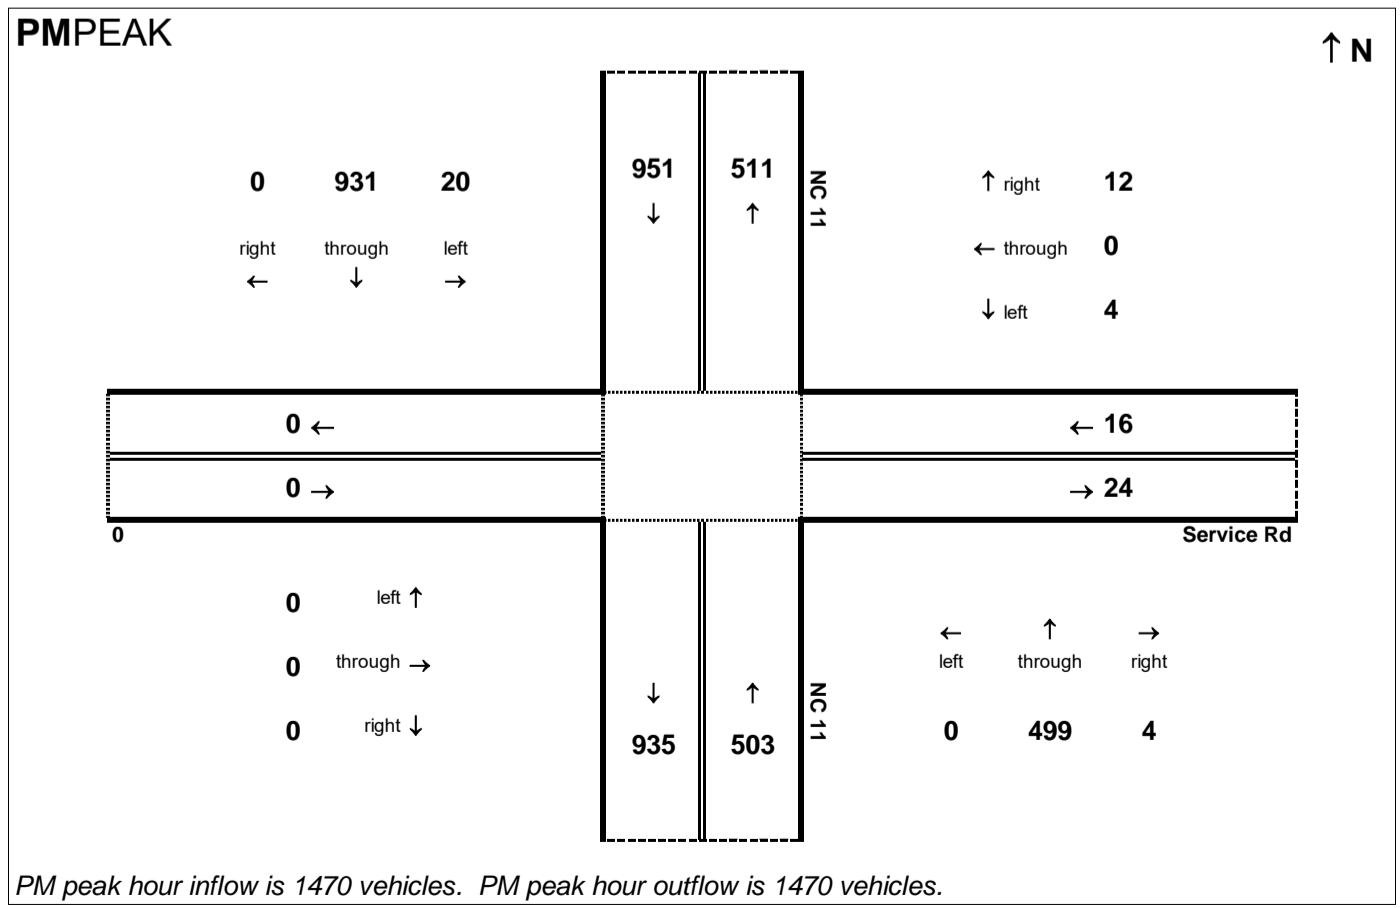 PMPEAK
↑ N
0 931 20
right through left
← ↓ →
951 511
↓ ↑
NC 11
↑ right 12
← through 0
↓ left 4
0 ←
0 →
← 16
→ 24
0
Service Rd
0 left ↑
0 through →
0 right ↓
↓ ↑
935 503
NC 11
← ↑ →
left through right
0 499 4
PM peak hour inflow is 1470 vehicles. PM peak hour outflow is 1470 vehicles.